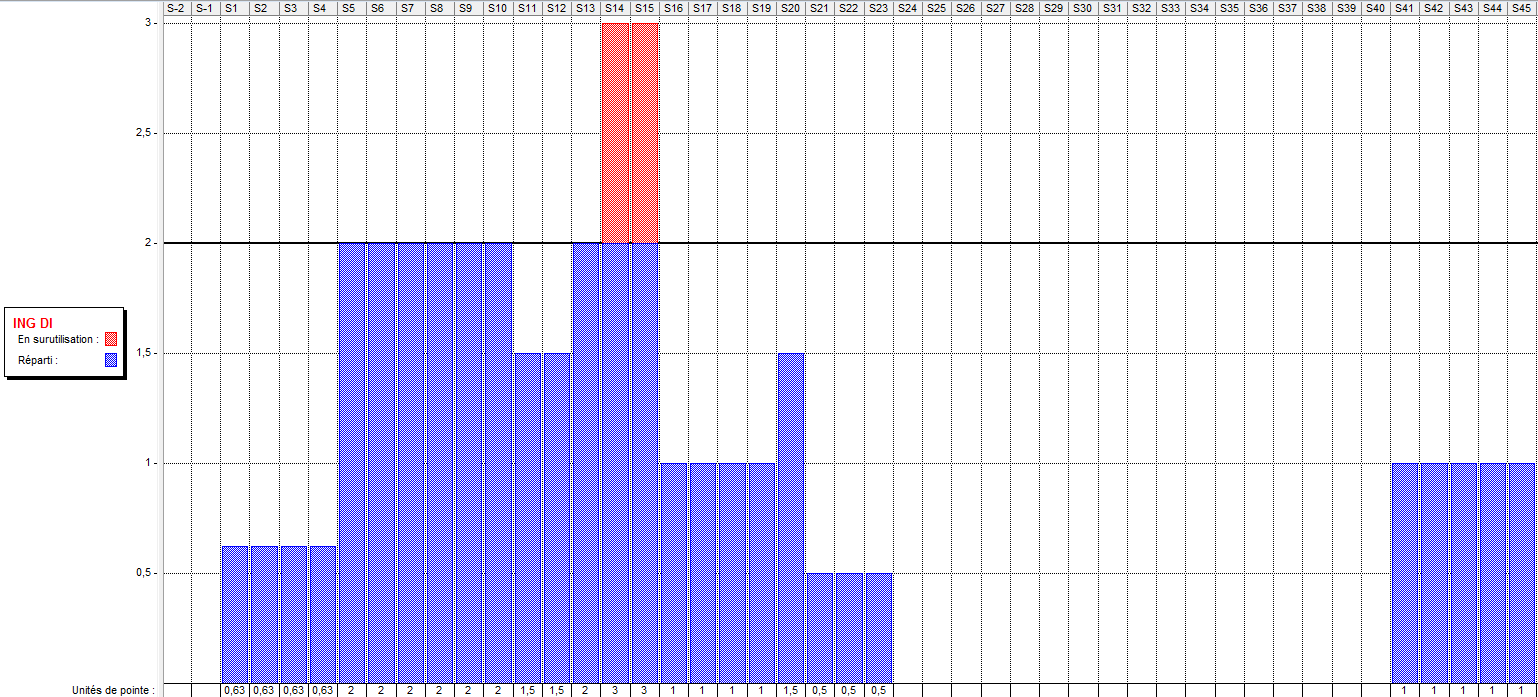 S-2 S-1 S1 S2 S3 S4 S5 S6 S7 S8 S9 S10 S11 S12 S13 S14 S15 S16 S17 S18 S19 S20 S21 S22 S23 S24 S25 S26 S27 S28 S29 S30 S31 S32 S33 S34 S35 S36 S37 S38 S39 S40 S41 S42 S43 S44 S45
3 -
2,5 -
2 -
ING DI
En surutilisation :
Réparti :
1,5 -
1 -
0,5 -
Unités de pointe : 0,63 0,63 0,63 0,63 2 2 2 2 2 2 1,5 1,5 2 3 3 1 1 1 1 1,5 0,5 0,5 0,5 1 1 1 1 1